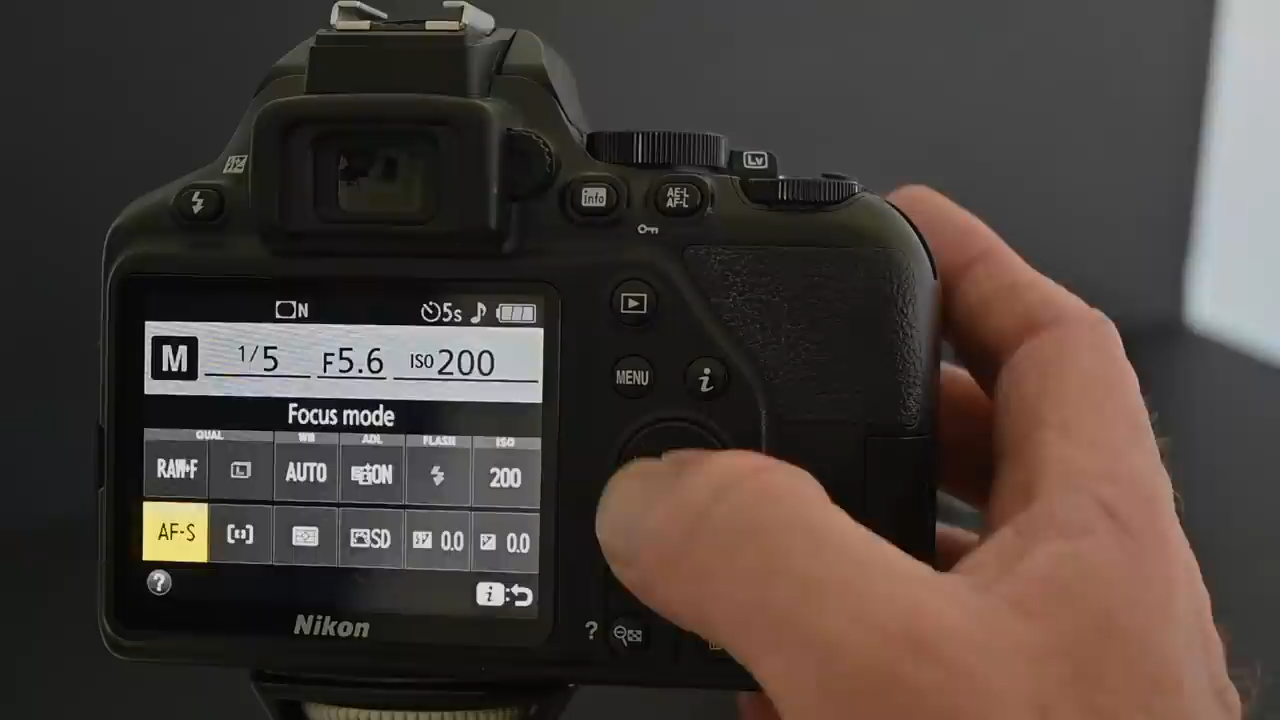 Lv
info
AE-L
AF-L
N 5s
M 1/5 F5.6 ISO 200
MENU i
Focus mode
QUAL WB ADL FLASH ISO
RAW+F L AUTO ON 200
AF-S SD 0.0 0.0
? i
Nikon
?